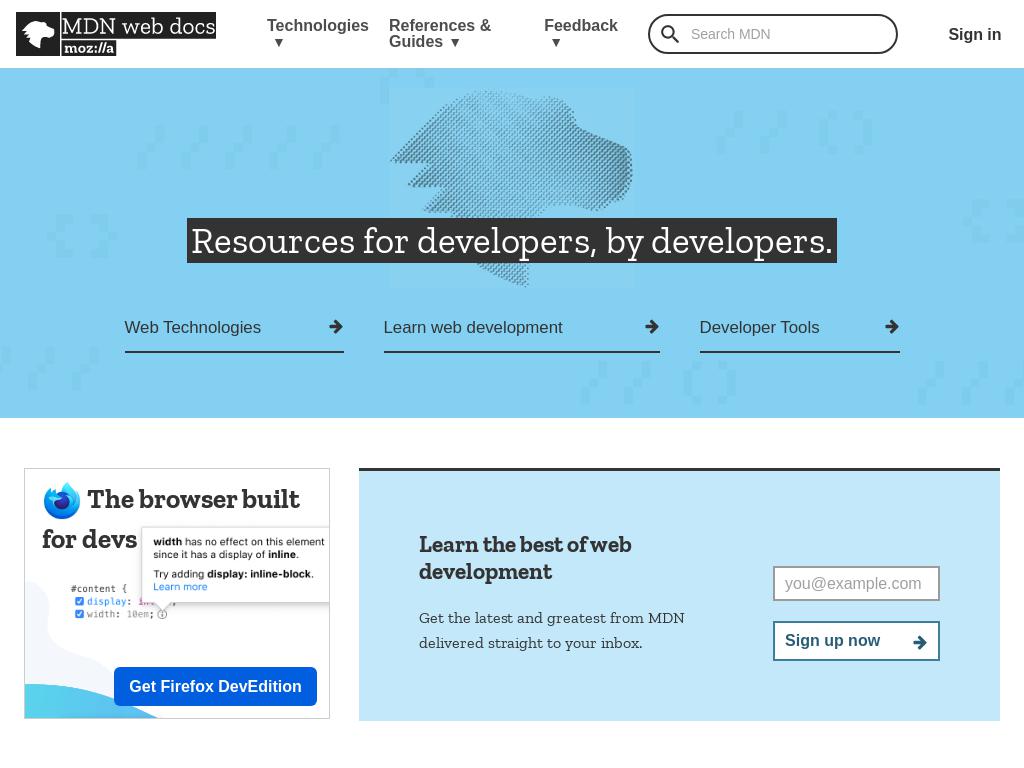 MDN web docs
moz://a
Technologies ▼
References & Guides ▼
Feedback ▼
Search MDN
Sign in
Resources for developers, by developers.
Web Technologies
Learn web development
Developer Tools
The browser built
for devs
width has no effect on this element
since it has a display of inline.
Try adding display: inline-block.
Learn more
#content {
display:
width: 10em;
Get Firefox DevEdition
Learn the best of web
development
Get the latest and greatest from MDN
delivered straight to your inbox.
you@example.com
Sign up now